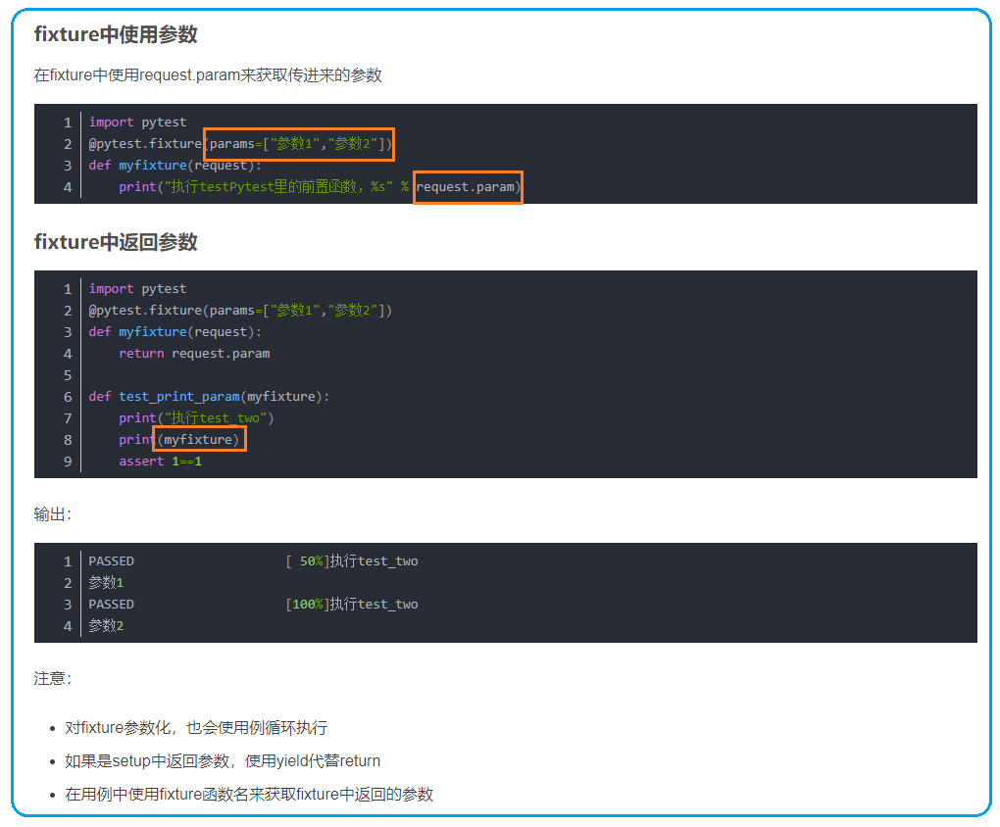 fixture中使用参数
在fixture中使用request.param来获取传进来的参数
1 import pytest
2 @pytest.fixture(params=["参数1","参数2"])
3 def myfixture(request):
4     print("执行testPytest里的前置函数，%s" % request.param)
fixture中返回参数
1 import pytest
2 @pytest.fixture(params=["参数1","参数2"])
3 def myfixture(request):
4     return request.param
5
6 def test_print_param(myfixture):
7     print("执行test_two")
8     print(myfixture)
9     assert 1==1
输出：
1 PASSED                    [ 50%]执行test_two
2 参数1
3 PASSED                    [100%]执行test_two
4 参数2
注意：
• 对fixture参数化，也会使用例循环执行
• 如果是setup中返回参数，使用yield代替return
• 在用例中使用fixture函数名来获取fixture中返回的参数